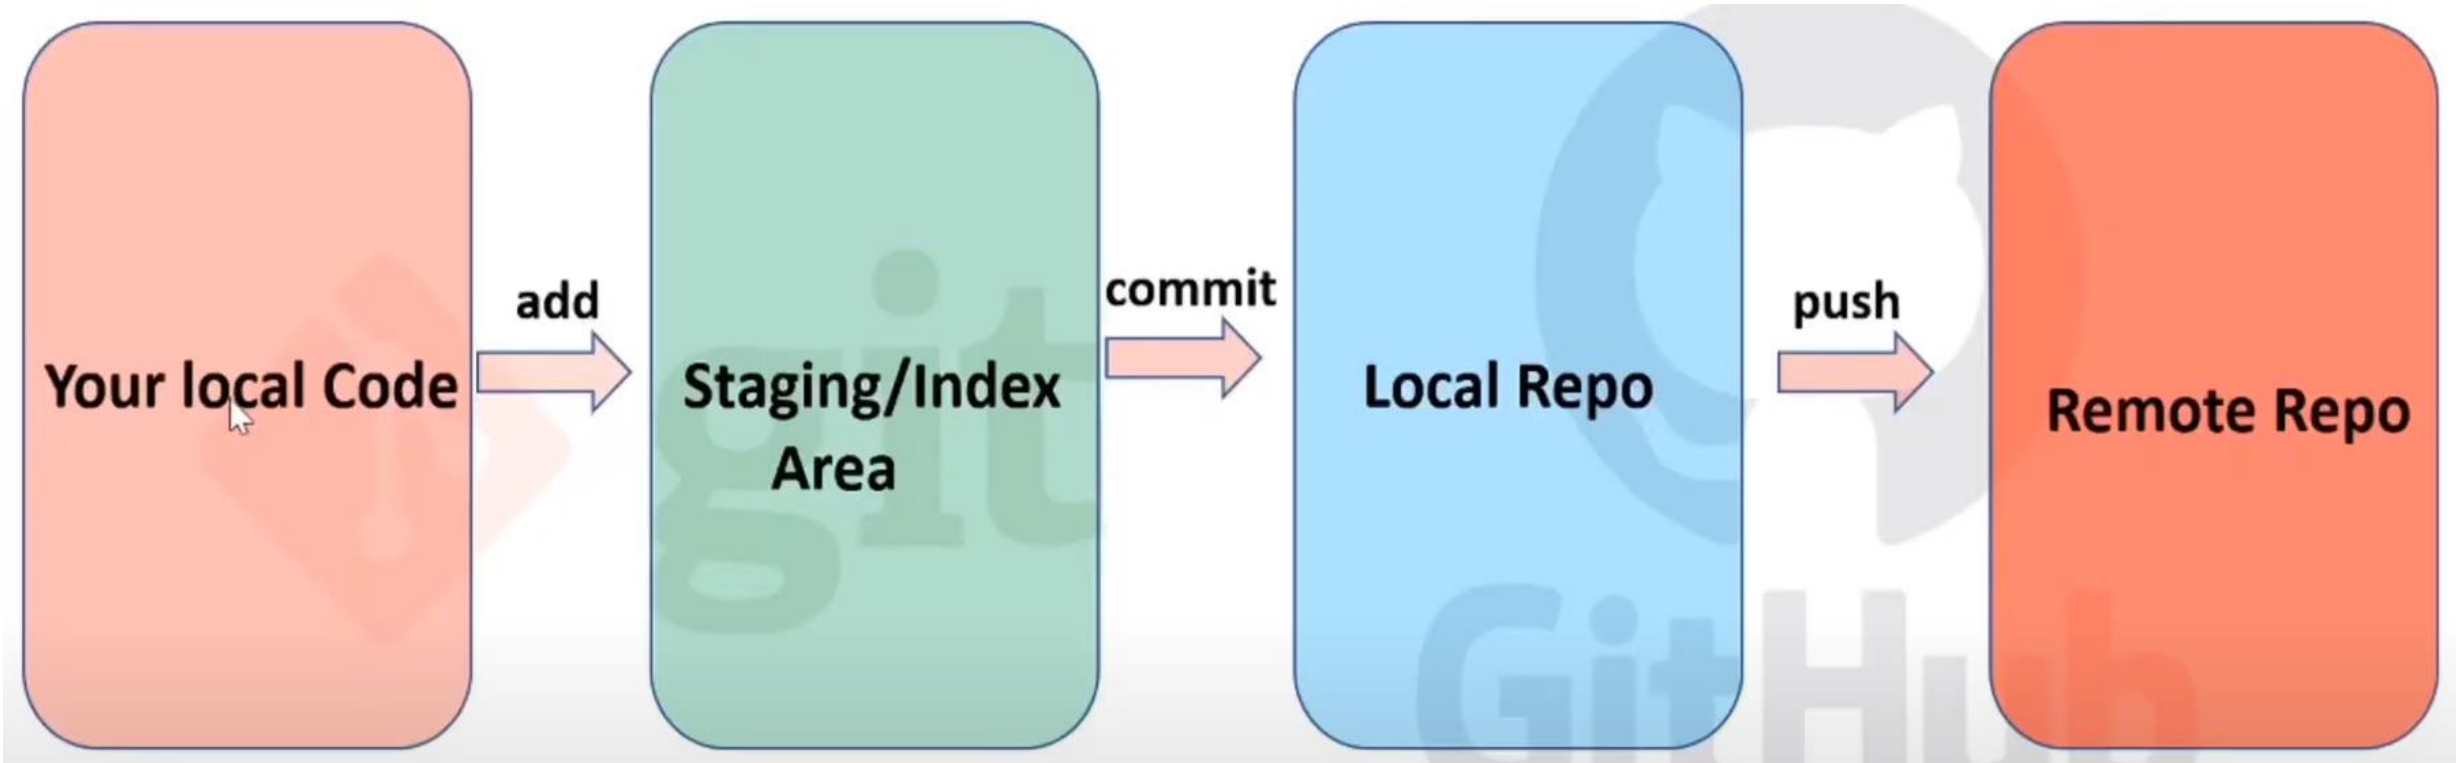 add
commit
push
Your local Code
Staging/Index
Area
Local Repo
Remote Repo
git
GitHub